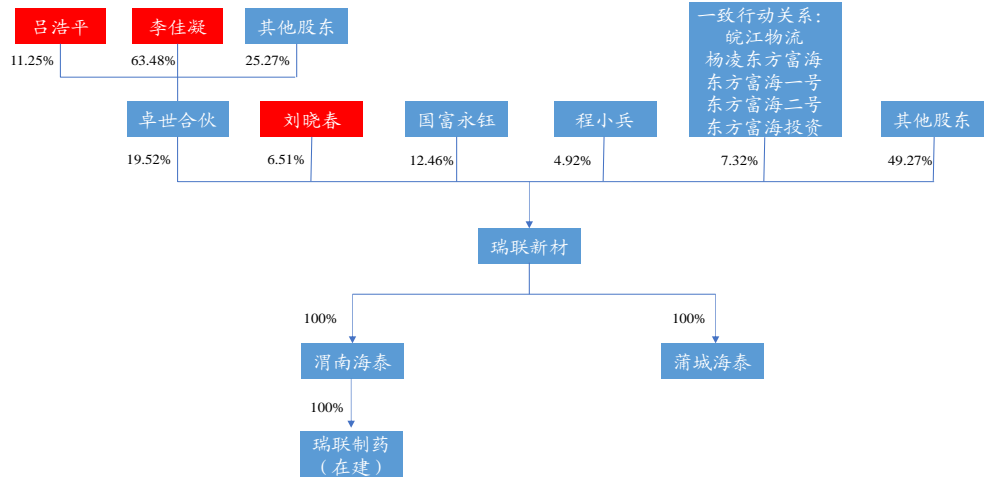 吕浩平
李佳凝
其他股东
11.25%
63.48%
25.27%
一致行动关系：
皖江物流
杨凌东方富海
东方富海一号
东方富海二号
东方富海投资
卓世合伙
刘晓春
国富永钰
程小兵
其他股东
19.52%
6.51%
12.46%
4.92%
7.32%
49.27%
瑞联新材
100%
100%
渭南海泰
蒲城海泰
100%
瑞联制药
（在建）